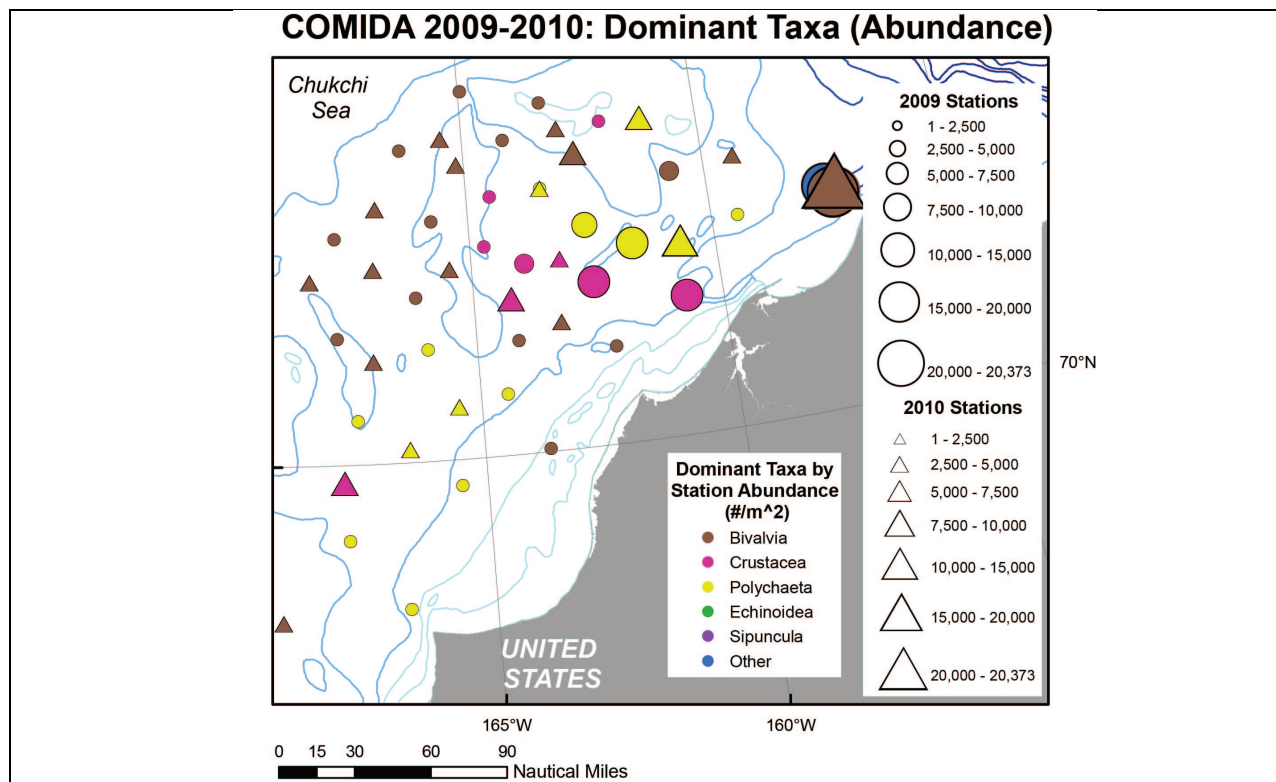 COMIDA 2009-2010: Dominant Taxa (Abundance)
Chukchi
Sea
2009 Stations
1 - 2,500
2,500 - 5,000
5,000 - 7,500
7,500 - 10,000
10,000 - 15,000
15,000 - 20,000
20,000 - 20,373
2010 Stations
1 - 2,500
2,500 - 5,000
5,000 - 7,500
7,500 - 10,000
10,000 - 15,000
15,000 - 20,000
20,000 - 20,373
70°N
Dominant Taxa by
Station Abundance
(#/m^2)
Bivalvia
Crustacea
Polychaeta
Echinoidea
Sipuncula
Other
UNITED
STATES
165°W
160°W
0 15 30 60 90
Nautical Miles